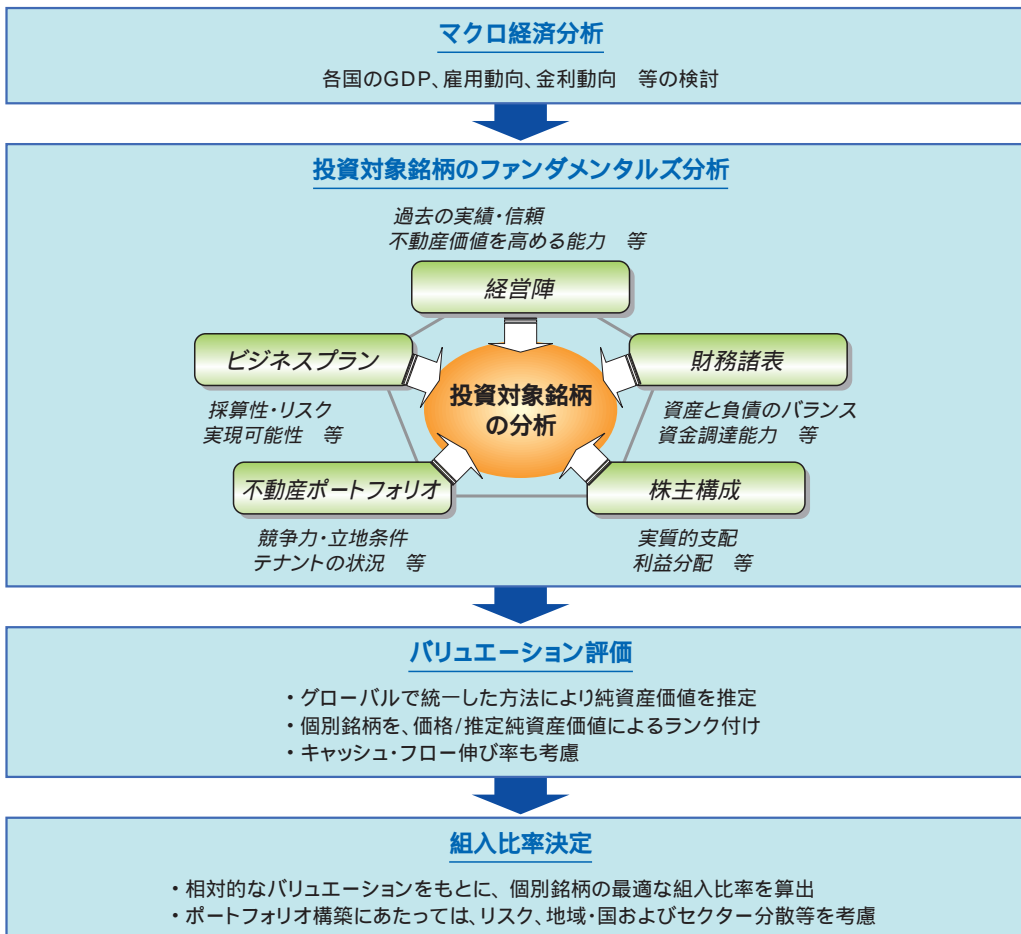 マクロ経済分析
各国のGDP、雇用動向、金利動向　等の検討
投資対象銘柄のファンダメンタルズ分析
過去の実績・信頼
不動産価値を高める能力　等
経営陣
ビジネスプラン
採算性・リスク
実現可能性　等
財務諸表
資産と負債のバランス
資金調達能力　等
投資対象銘柄
の分析
不動産ポートフォリオ
競争力・立地条件
テナントの状況　等
株主構成
実質的支配
利益分配　等
バリュエーション評価
・グローバルで統一した方法により純資産価値を推定
・個別銘柄を、価格/推定純資産価値によるランク付け
・キャッシュ・フロー伸び率も考慮
組入比率決定
・相対的なバリュエーションをもとに、個別銘柄の最適な組入比率を算出
・ポートフォリオ構築にあたっては、リスク、地域・国およびセクター分散等を考慮